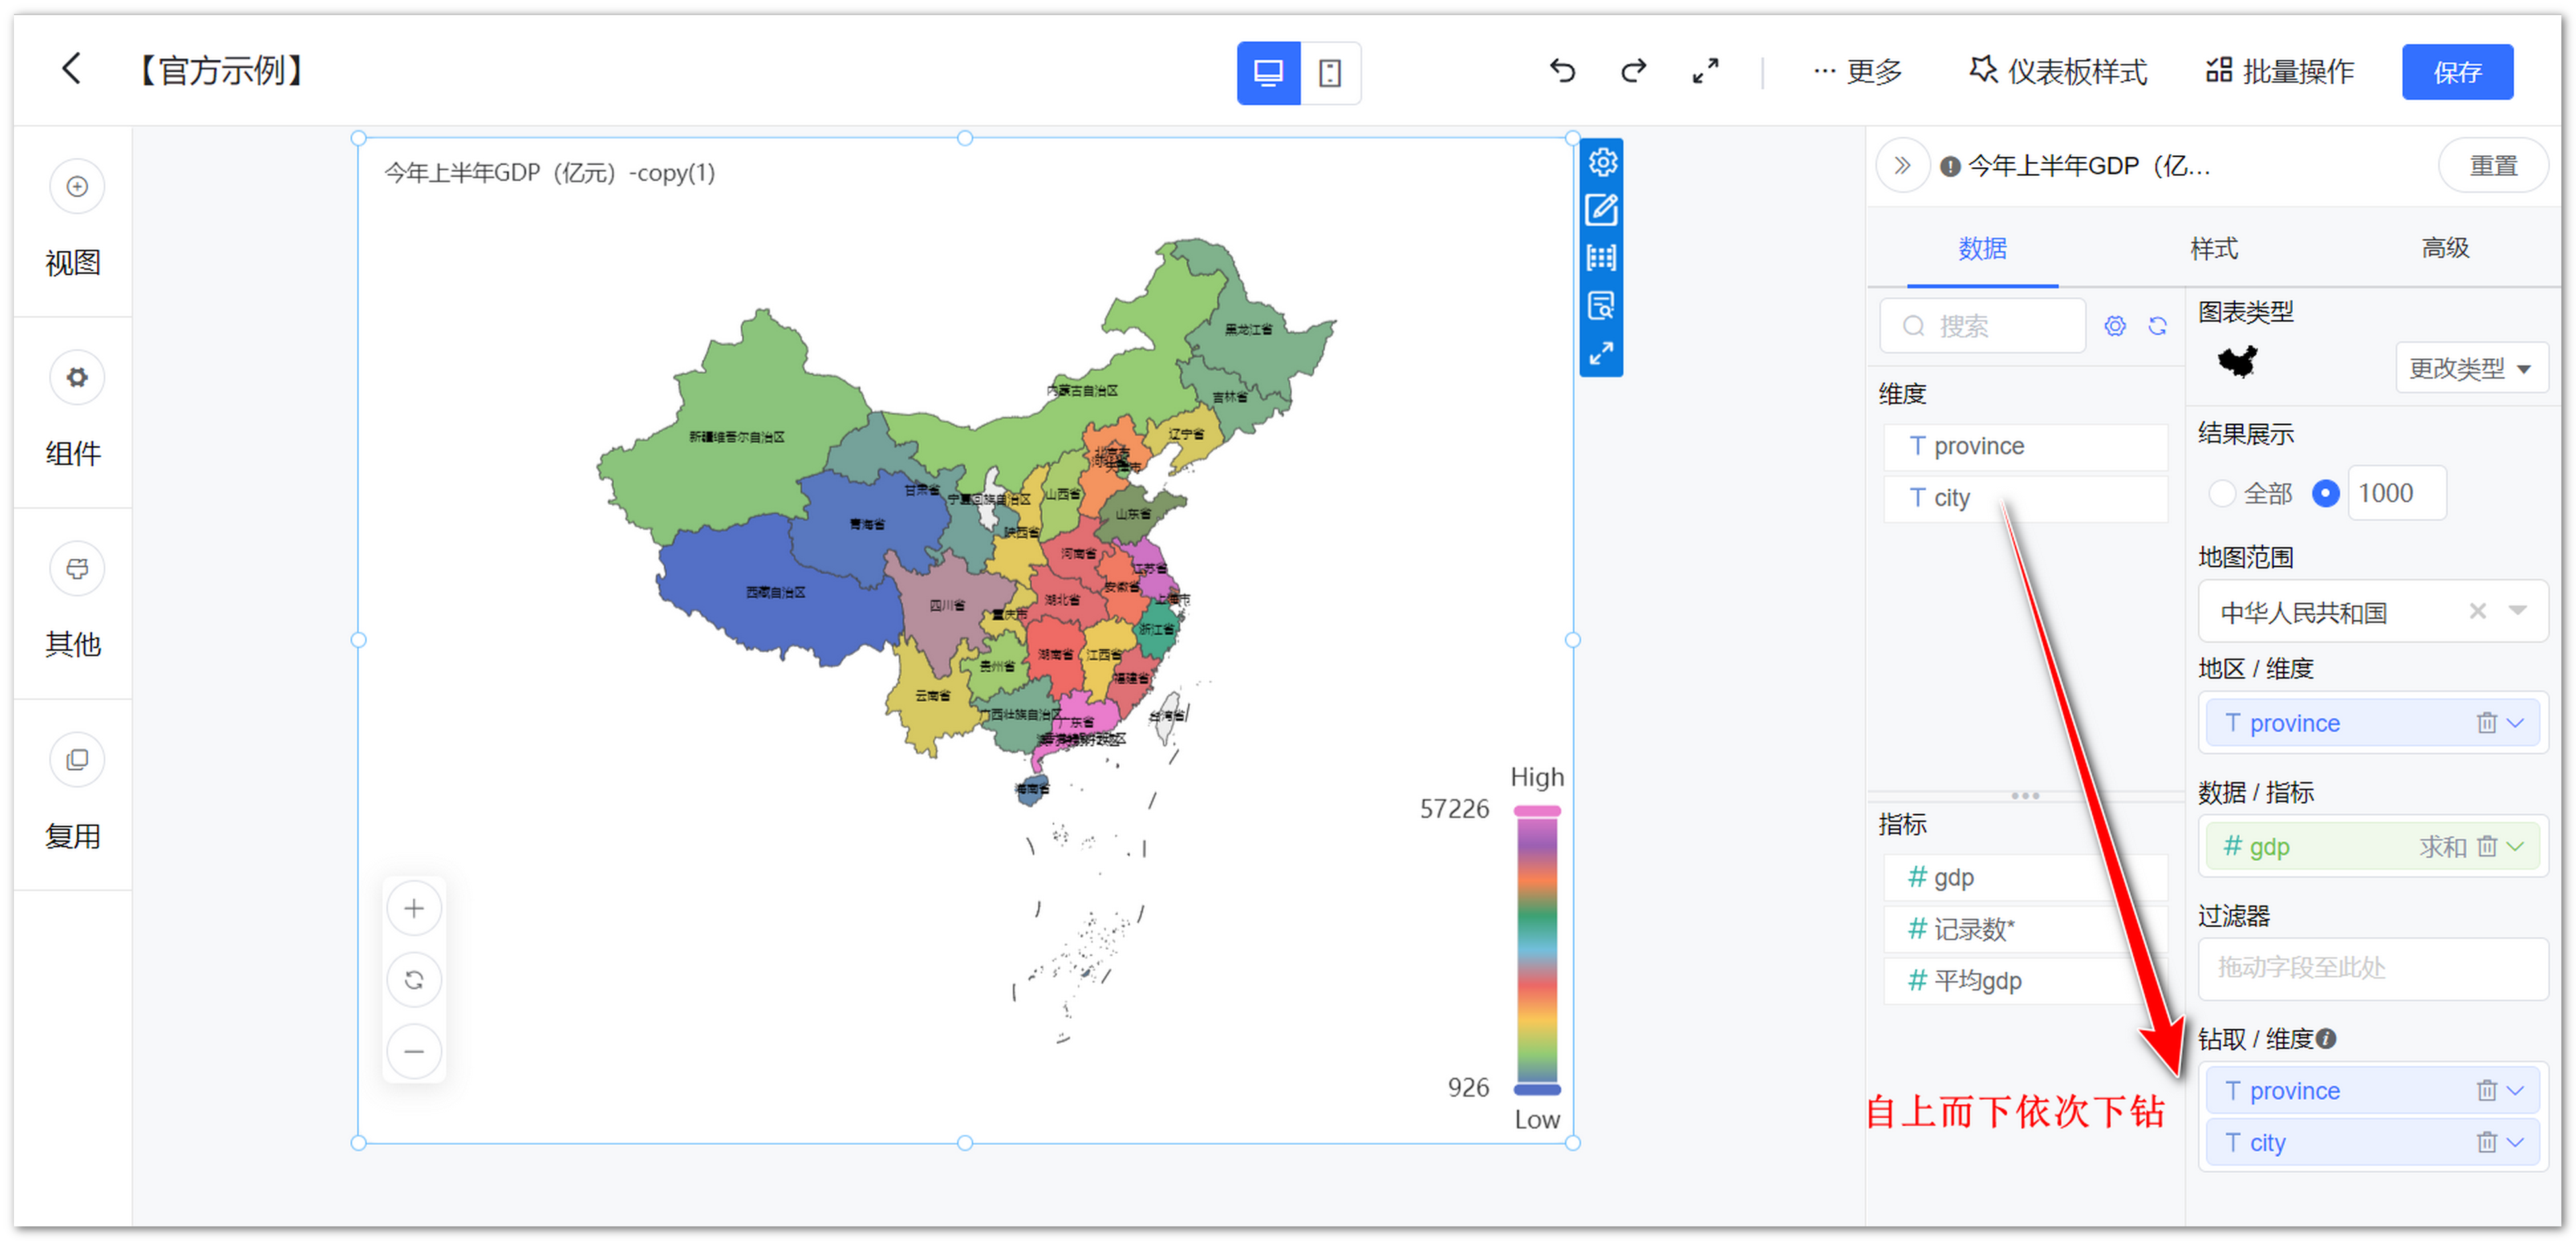 【官方示例】
··· 更多
仪表板样式
批量操作
保存
视图
组件
其他
复用
今年上半年GDP（亿元）-copy(1)
黑龙江省
内蒙古自治区
吉林省
新疆维吾尔自治区
辽宁省
北京市
天津市
甘肃省
宁夏回族自治区
山西省
山东省
青海省
陕西省
河南省
江苏省
西藏自治区
安徽省
四川省
湖北省
上海市
重庆市
浙江省
湖南省
江西省
贵州省
福建省
云南省
广西壮族自治区
广东省
台湾省
海南省
High
57226
926
Low
今年上半年GDP（亿...
重置
数据
样式
高级
搜索
维度
T province
T city
指标
# gdp
# 记录数*
# 平均gdp
自上而下依次下钻
图表类型
更改类型
结果展示
全部
1000
地图范围
中华人民共和国
地区 / 维度
T province
数据 / 指标
# gdp 求和
过滤器
拖动字段至此处
钻取 / 维度
T province
T city